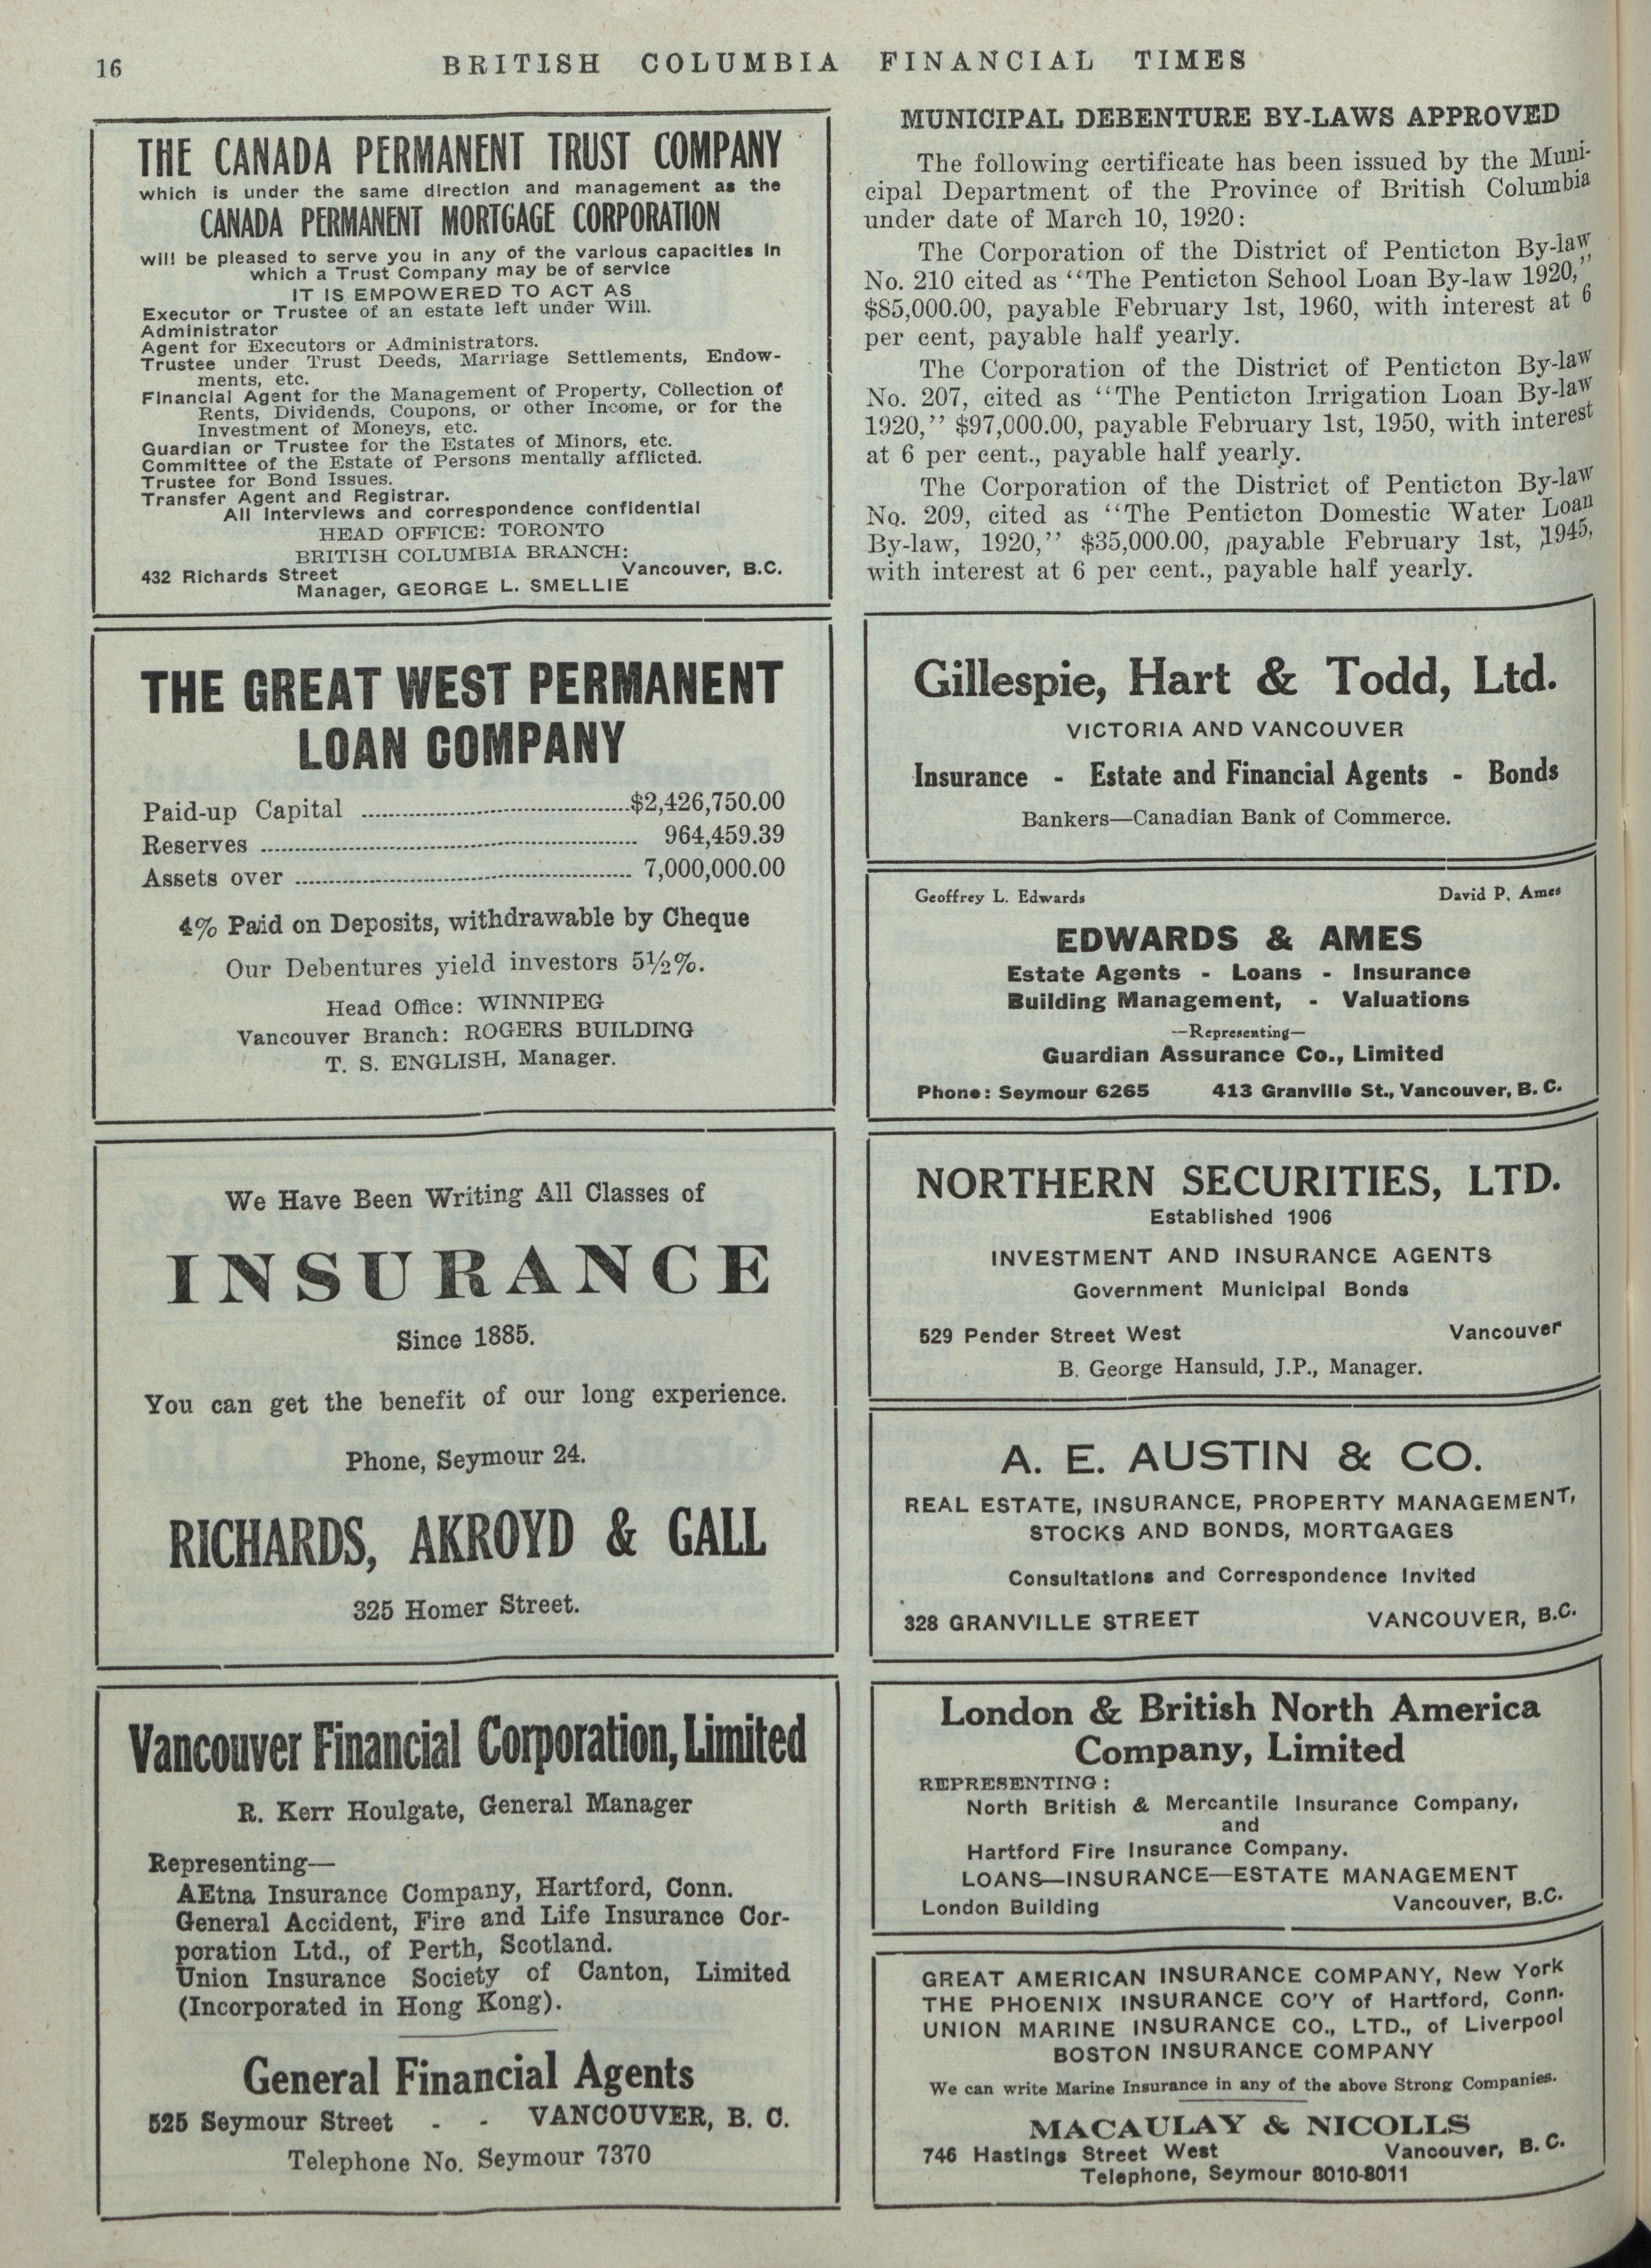 16
BRITISH COLUMBIA FINANCIAL TIMES
THE CANADA PERMANENT TRUST COMPANY
which is under the same direction and management as the
CANADA PERMANENT MORTGAGE CORPORATION
will be pleased to serve you in any of the various capacities in
which a Trust Company may be of service
IT IS EMPOWERED TO ACT AS
Executor or Trustee of an estate left under Will.
Administrator
Agent for Executors or Administrators.
Trustee under Trust Deeds, Marriage Settlements, Endow-
ments, etc.
Financial Agent for the Management of Property, Collection of
Rents, Dividends, Coupons, or other Income, or for the
Investment of Moneys, etc.
Guardian or Trustee for the Estates of Minors, etc.
Committee of the Estate of Persons mentally afflicted.
Trustee for Bond Issues.
Transfer Agent and Registrar.
All Interviews and correspondence confidential
HEAD OFFICE: TORONTO
BRITISH COLUMBIA BRANCH:
432 Richards Street Vancouver, B.C.
Manager, GEORGE L. SMELLIE
THE GREAT WEST PERMANENT
LOAN COMPANY
Paid-up Capital ........ $2,426,750.00
Reserves ........ 964,459.39
Assets over ........ 7,000,000.00
4% Paid on Deposits, withdrawable by Cheque
Our Debentures yield investors 5½%.
Head Office: WINNIPEG
Vancouver Branch: ROGERS BUILDING
T. S. ENGLISH, Manager.
We Have Been Writing All Classes of
INSURANCE
Since 1885.
You can get the benefit of our long experience.
Phone, Seymour 24.
RICHARDS, AKROYD & GALL
325 Homer Street.
Vancouver Financial Corporation, Limited
R. Kerr Houlgate, General Manager
Representing—
AEtna Insurance Company, Hartford, Conn.
General Accident, Fire and Life Insurance Cor-
poration Ltd., of Perth, Scotland.
Union Insurance Society of Canton, Limited
(Incorporated in Hong Kong).
General Financial Agents
525 Seymour Street - - VANCOUVER, B. C.
Telephone No. Seymour 7370
MUNICIPAL DEBENTURE BY-LAWS APPROVED
The following certificate has been issued by the Muni-
cipal Department of the Province of British Columbia
under date of March 10, 1920:
The Corporation of the District of Penticton By-law
No. 210 cited as "The Penticton School Loan By-law 1920,"
$85,000.00, payable February 1st, 1960, with interest at 6
per cent, payable half yearly.
The Corporation of the District of Penticton By-law
No. 207, cited as "The Penticton Irrigation Loan By-law
1920," $97,000.00, payable February 1st, 1950, with interest
at 6 per cent., payable half yearly.
The Corporation of the District of Penticton By-law
No. 209, cited as "The Penticton Domestic Water Loan
By-law, 1920," $35,000.00, payable February 1st, 1945,
with interest at 6 per cent., payable half yearly.
Gillespie, Hart & Todd, Ltd.
VICTORIA AND VANCOUVER
Insurance - Estate and Financial Agents - Bonds
Bankers—Canadian Bank of Commerce.
Geoffrey L. Edwards David P. Ames
EDWARDS & AMES
Estate Agents - Loans - Insurance
Building Management, - Valuations
—Representing—
Guardian Assurance Co., Limited
Phone: Seymour 6265 413 Granville St., Vancouver, B. C.
NORTHERN SECURITIES, LTD.
Established 1906
INVESTMENT AND INSURANCE AGENTS
Government Municipal Bonds
529 Pender Street West Vancouver
B. George Hansuld, J.P., Manager.
A. E. AUSTIN & CO.
REAL ESTATE, INSURANCE, PROPERTY MANAGEMENT,
STOCKS AND BONDS, MORTGAGES
Consultations and Correspondence Invited
328 GRANVILLE STREET VANCOUVER, B.C.
London & British North America
Company, Limited
REPRESENTING:
North British & Mercantile Insurance Company,
and
Hartford Fire Insurance Company.
LOANS—INSURANCE—ESTATE MANAGEMENT
London Building Vancouver, B.C.
GREAT AMERICAN INSURANCE COMPANY, New York
THE PHOENIX INSURANCE CO'Y of Hartford, Conn.
UNION MARINE INSURANCE CO., LTD., of Liverpool
BOSTON INSURANCE COMPANY
We can write Marine Insurance in any of the above Strong Companies.
MACAULAY & NICOLLS
746 Hastings Street West Vancouver, B. C.
Telephone, Seymour 8010-8011